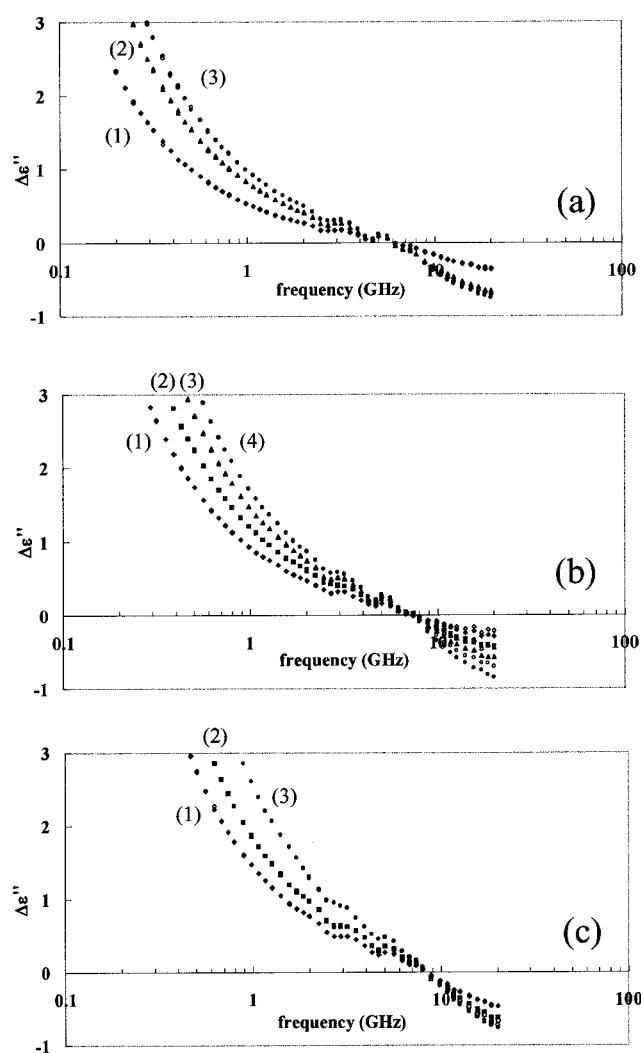 3
(2)
(3)
2
(1)
Δε"
1
(a)
0
0.1 1 10 100
frequency (GHz)
-1
(2) (3)
3
(1)
(4)
2
Δε"
1
(b)
0
0.1 1 10 100
frequency (GHz)
-1
(2)
3
(1)
(3)
2
Δε"
1
(c)
0
0.1 1 10 100
frequency (GHz)
-1